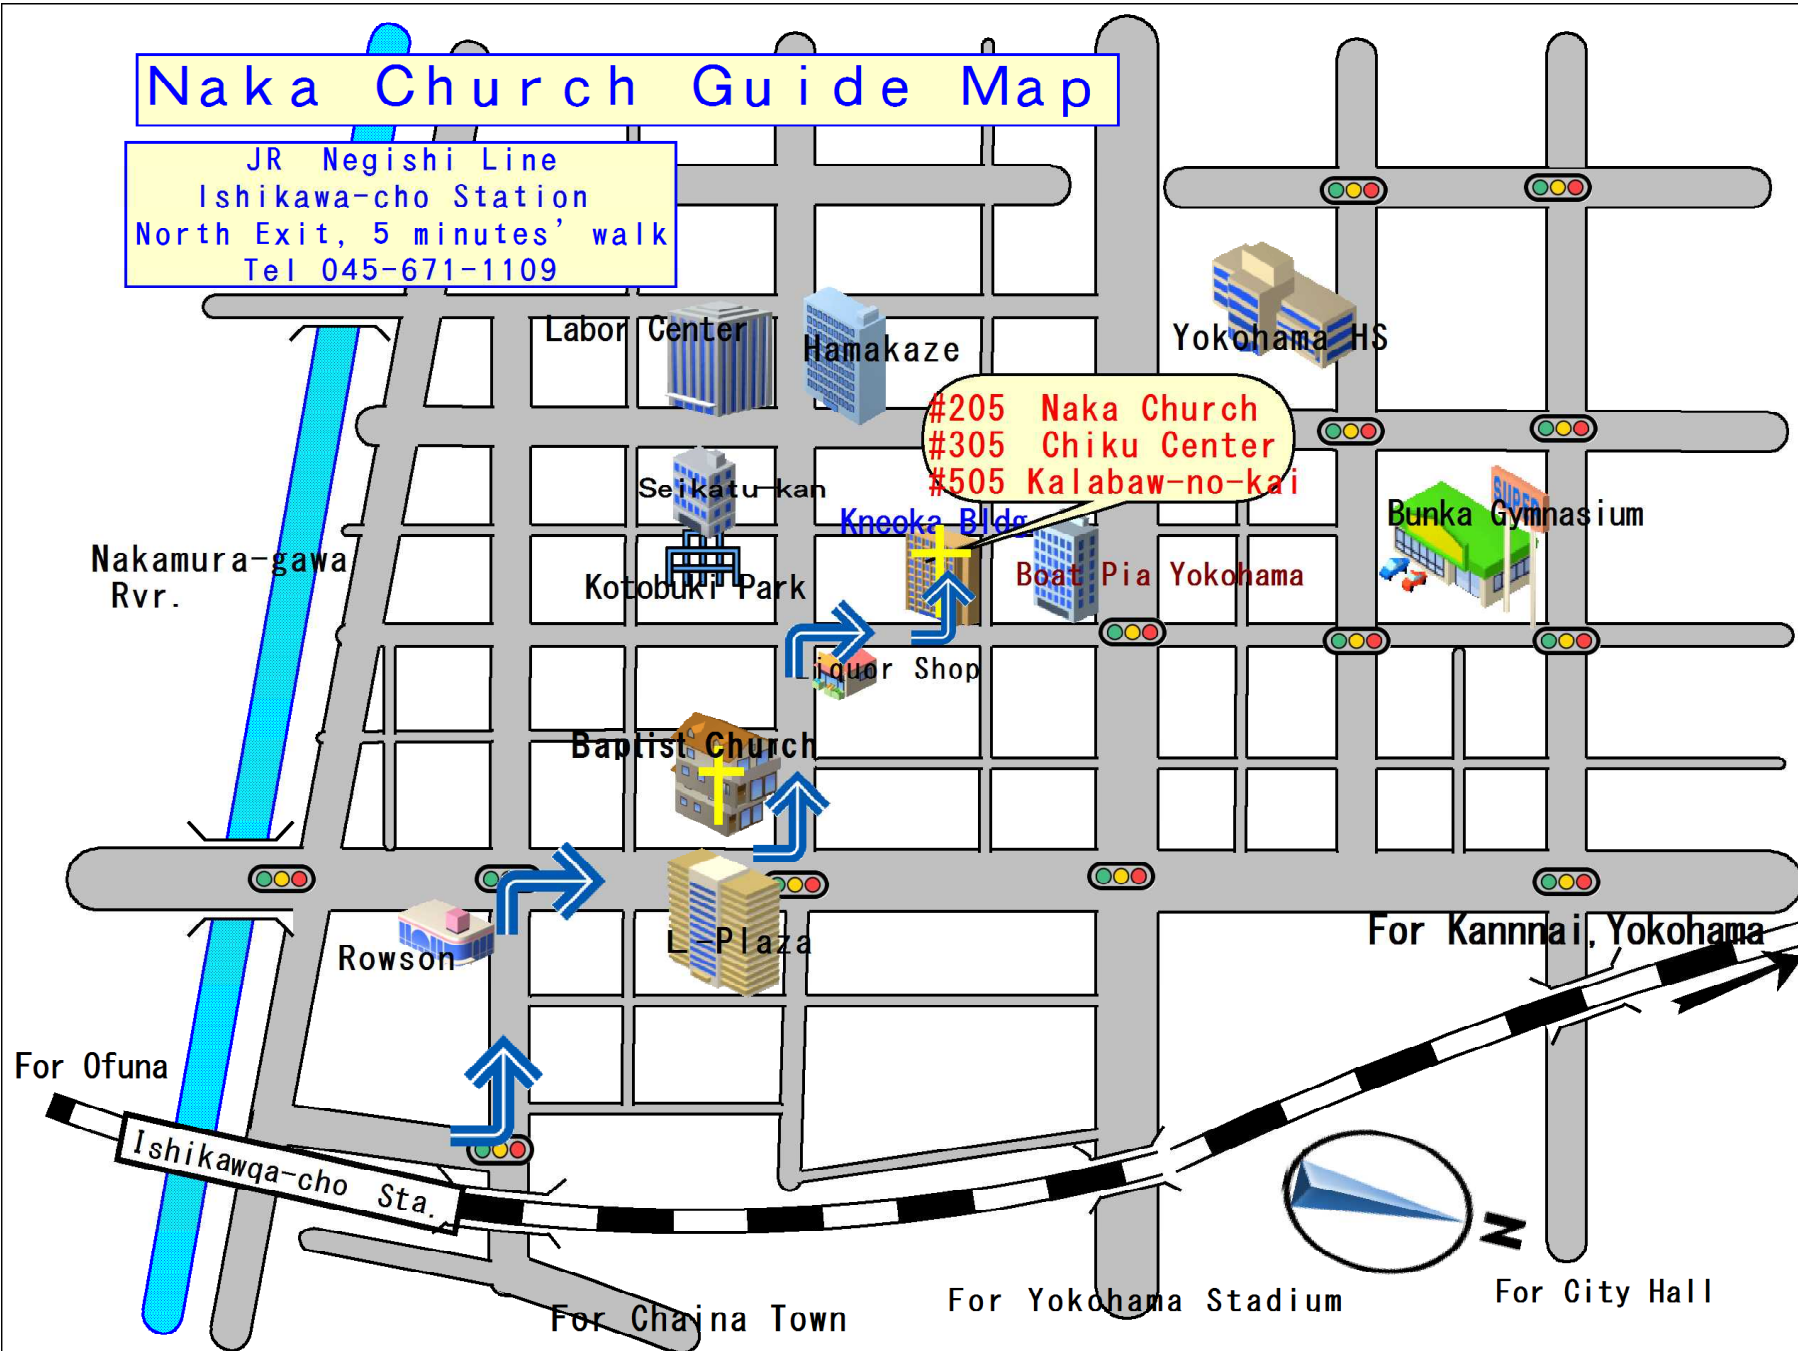 Naka Church Guide Map
JR Negishi Line
Ishikawa-cho Station
North Exit, 5 minutes' walk
Tel 045-671-1109
Labor Center
Hamakaze
Yokohama HS
#205 Naka Church
#305 Chiku Center
#505 Kalabaw-no-kai
Seikatu-kan
Kneoka Bldg
Bunka Gymnasium
SUPER
Nakamura-gawa
Rvr.
Kotobuki Park
Boat Pia Yokohama
Liquor Shop
Baptist Church
Rowson
L-Plaza
For Kannnai, Yokohama
For Ofuna
Ishikawqa-cho Sta.
N
For Chaina Town
For Yokohama Stadium
For City Hall